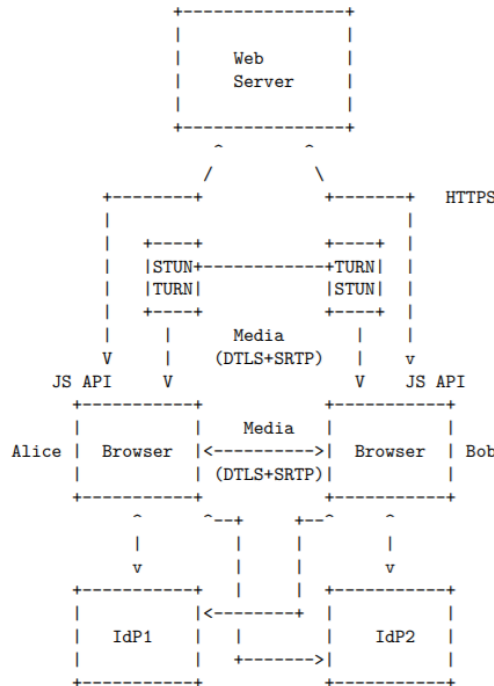 Web
Server
HTTPS
STUN TURN
TURN STUN
Media
(DTLS+SRTP)
JS API JS API
Media
Alice Browser Browser Bob
(DTLS+SRTP)
IdP1 IdP2